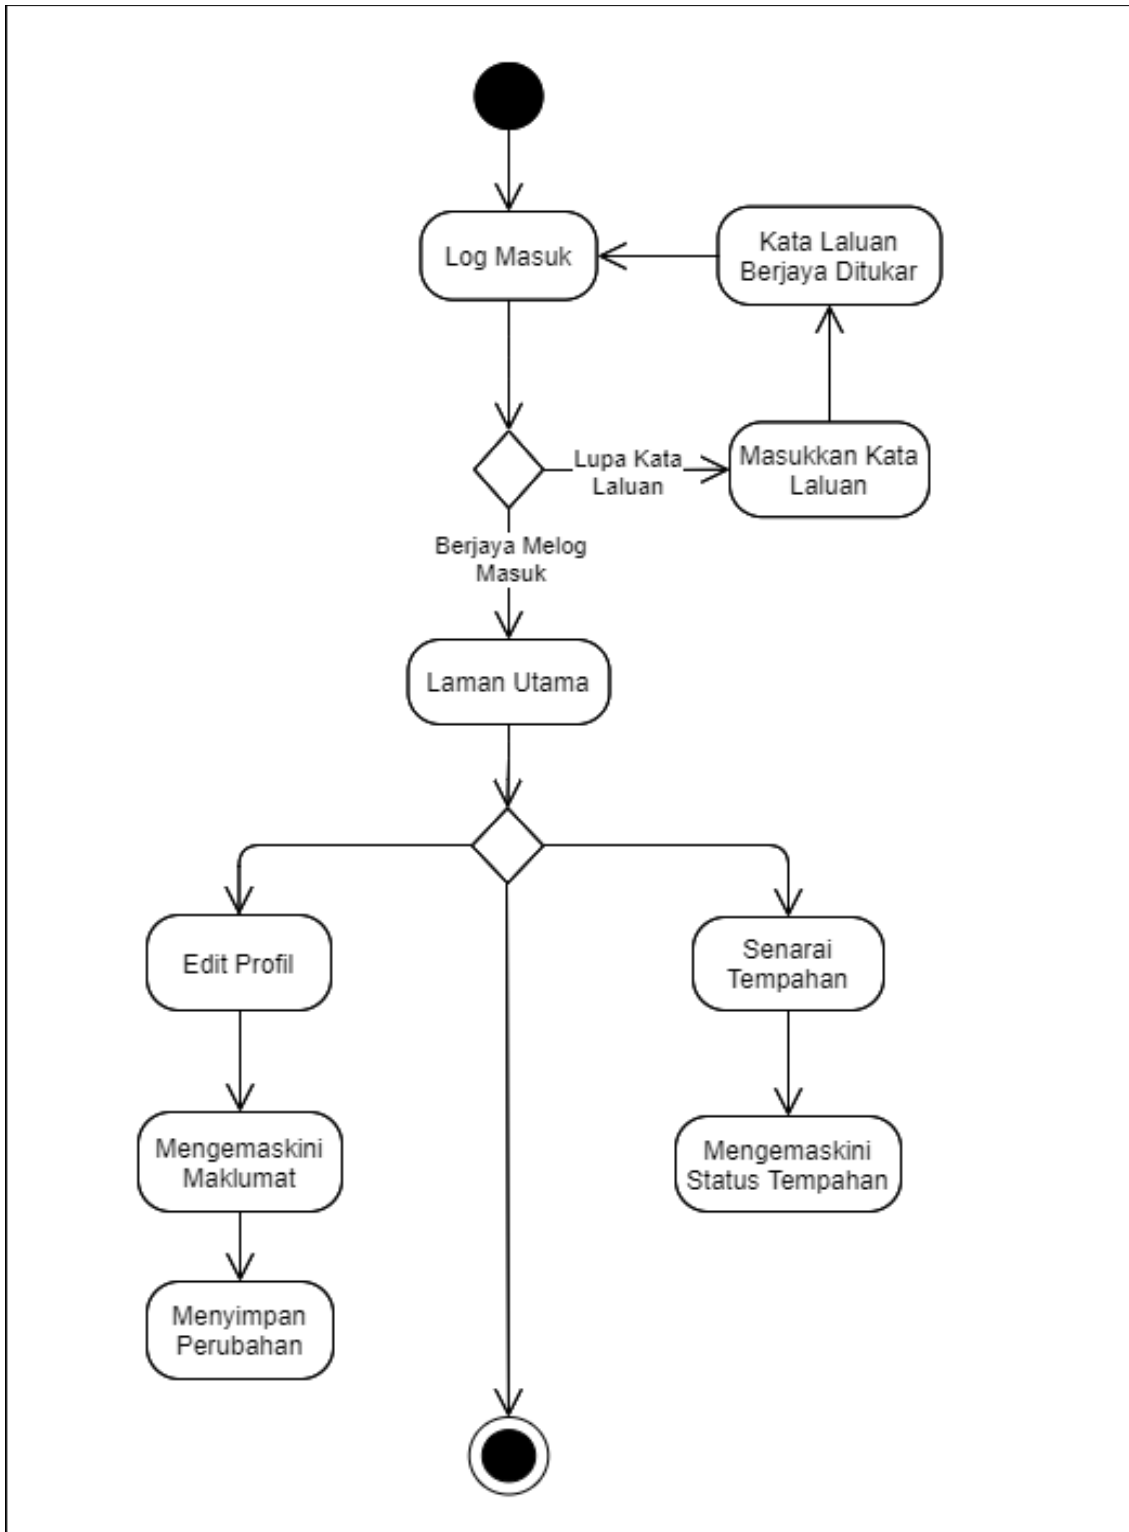 Log Masuk
Kata Laluan
Berjaya Ditukar
Lupa Kata
Laluan
Masukkan Kata
Laluan
Berjaya Melog
Masuk
Laman Utama
Edit Profil
Senarai
Tempahan
Mengemaskini
Maklumat
Mengemaskini
Status Tempahan
Menyimpan
Perubahan